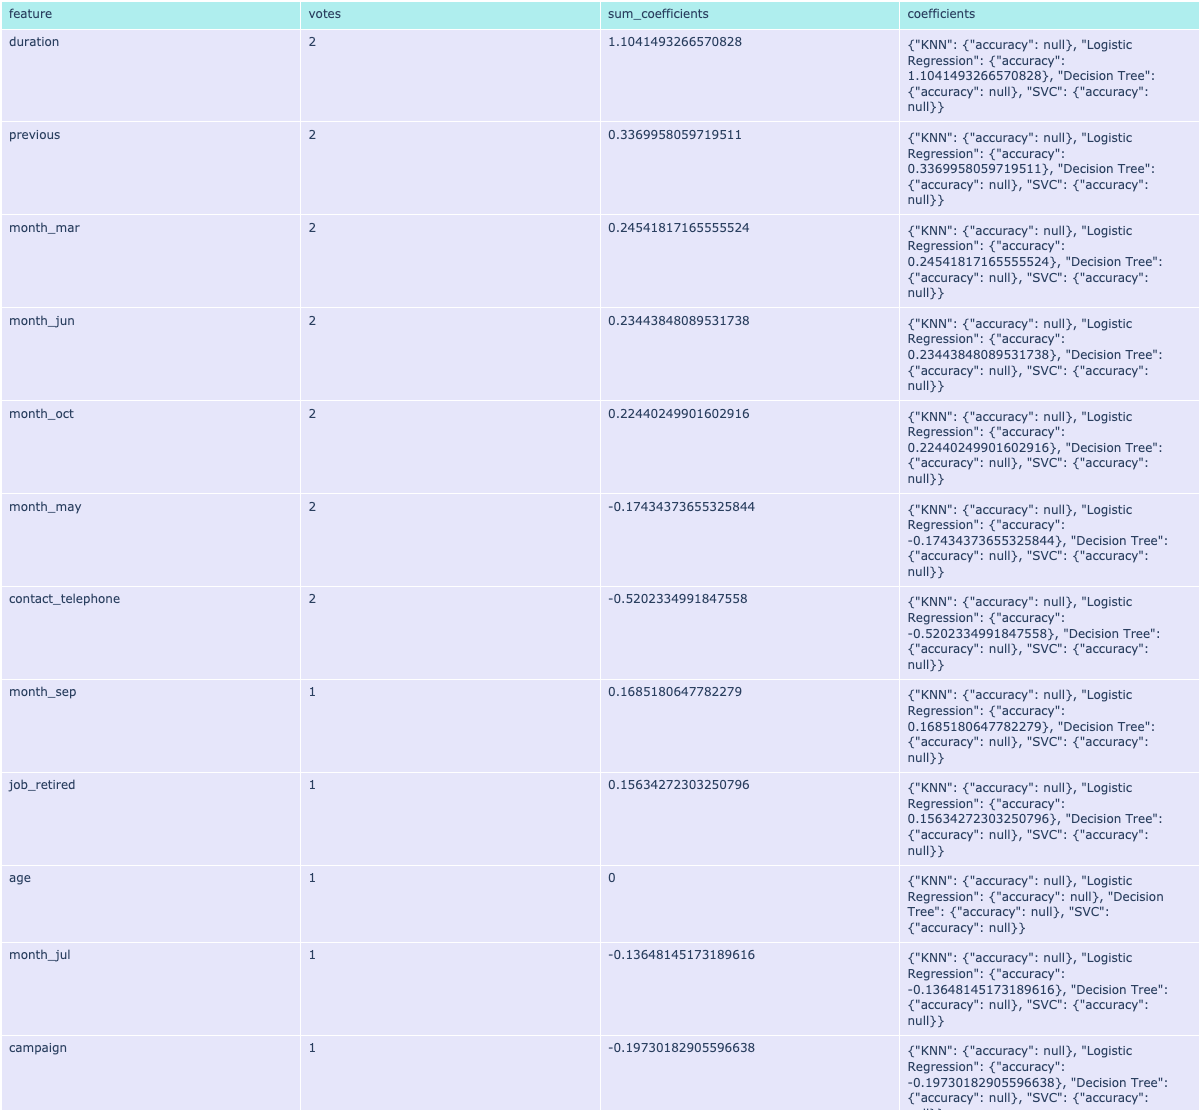 feature votes sum_coefficients coefficients
duration 2 1.1041493266570828 {"KNN": {"accuracy": null}, "Logistic
Regression": {"accuracy":
1.1041493266570828}, "Decision Tree":
{"accuracy": null}, "SVC": {"accuracy":
null}}
previous 2 0.3369958059719511 {"KNN": {"accuracy": null}, "Logistic
Regression": {"accuracy":
0.3369958059719511}, "Decision Tree":
{"accuracy": null}, "SVC": {"accuracy":
null}}
month_mar 2 0.24541817165555524 {"KNN": {"accuracy": null}, "Logistic
Regression": {"accuracy":
0.24541817165555524}, "Decision Tree":
{"accuracy": null}, "SVC": {"accuracy":
null}}
month_jun 2 0.23443848089531738 {"KNN": {"accuracy": null}, "Logistic
Regression": {"accuracy":
0.23443848089531738}, "Decision Tree":
{"accuracy": null}, "SVC": {"accuracy":
null}}
month_oct 2 0.22440249901602916 {"KNN": {"accuracy": null}, "Logistic
Regression": {"accuracy":
0.22440249901602916}, "Decision Tree":
{"accuracy": null}, "SVC": {"accuracy":
null}}
month_may 2 -0.17434373655325844 {"KNN": {"accuracy": null}, "Logistic
Regression": {"accuracy":
-0.17434373655325844}, "Decision Tree":
{"accuracy": null}, "SVC": {"accuracy":
null}}
contact_telephone 2 -0.5202334991847558 {"KNN": {"accuracy": null}, "Logistic
Regression": {"accuracy":
-0.5202334991847558}, "Decision Tree":
{"accuracy": null}, "SVC": {"accuracy":
null}}
month_sep 1 0.1685180647782279 {"KNN": {"accuracy": null}, "Logistic
Regression": {"accuracy":
0.1685180647782279}, "Decision Tree":
{"accuracy": null}, "SVC": {"accuracy":
null}}
job_retired 1 0.15634272303250796 {"KNN": {"accuracy": null}, "Logistic
Regression": {"accuracy":
0.15634272303250796}, "Decision Tree":
{"accuracy": null}, "SVC": {"accuracy":
null}}
age 1 0 {"KNN": {"accuracy": null}, "Logistic
Regression": {"accuracy": null}, "Decision
Tree": {"accuracy": null}, "SVC":
{"accuracy": null}}
month_jul 1 -0.13648145173189616 {"KNN": {"accuracy": null}, "Logistic
Regression": {"accuracy":
-0.13648145173189616}, "Decision Tree":
{"accuracy": null}, "SVC": {"accuracy":
null}}
campaign 1 -0.19730182905596638 {"KNN": {"accuracy": null}, "Logistic
Regression": {"accuracy":
-0.19730182905596638}, "Decision Tree":
{"accuracy": null}, "SVC": {"accuracy":